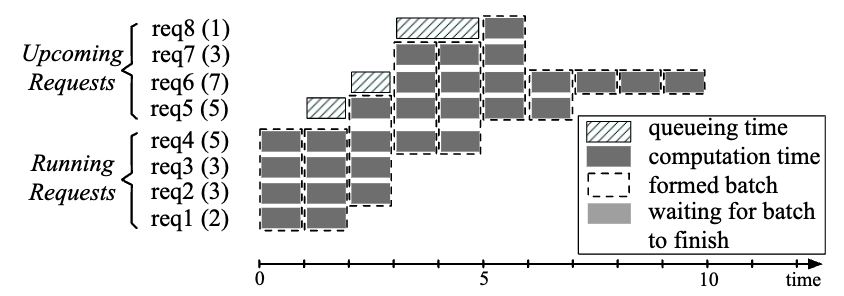 req8 (1)
Upcoming req7 (3)
Requests req6 (7)
req5 (5)
req4 (5)
Running req3 (3)
Requests req2 (3)
req1 (2)
queueing time
computation time
formed batch
waiting for batch
to finish
0 5 10 time